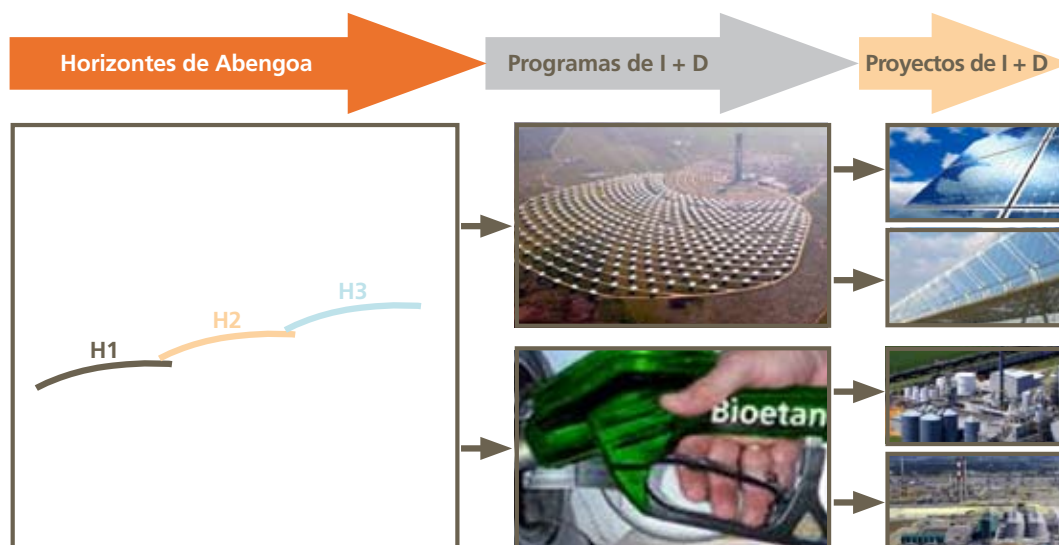 Horizontes de Abengoa
Programas de I + D
Proyectos de I + D
H1
H2
H3
Bioetan